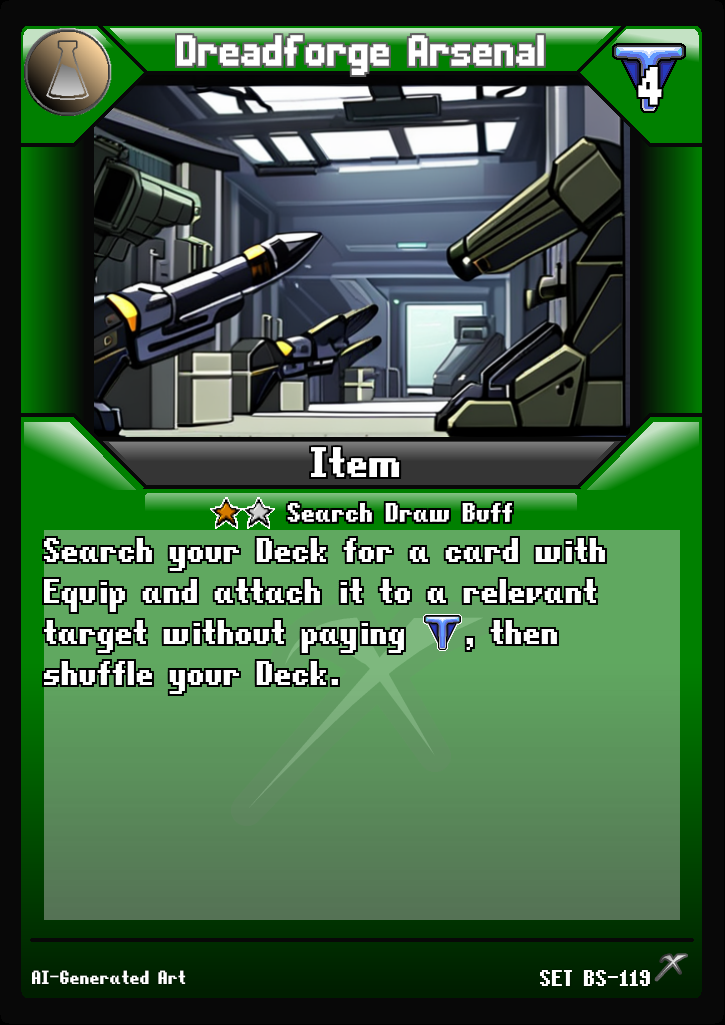 Dreadforge Arsenal
4
Item
Search Draw Buff
Search your Deck for a card with
Equip and attach it to a relevant
target without paying T, then
shuffle your Deck.
AI-Generated Art
SET BS-119